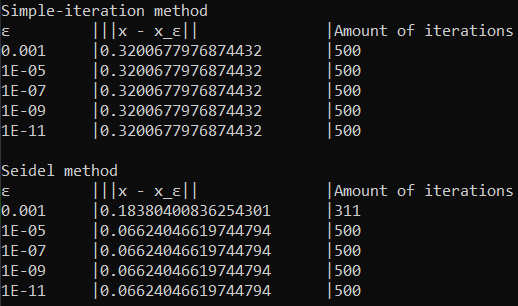 Simple-iteration method
ε |||x - x_ε|| |Amount of iterations
0.001 |0.3200677976874432 |500
1E-05 |0.3200677976874432 |500
1E-07 |0.3200677976874432 |500
1E-09 |0.3200677976874432 |500
1E-11 |0.3200677976874432 |500
Seidel method
ε |||x - x_ε|| |Amount of iterations
0.001 |0.18380400836254301 |311
1E-05 |0.06624046619744794 |500
1E-07 |0.06624046619744794 |500
1E-09 |0.06624046619744794 |500
1E-11 |0.06624046619744794 |500